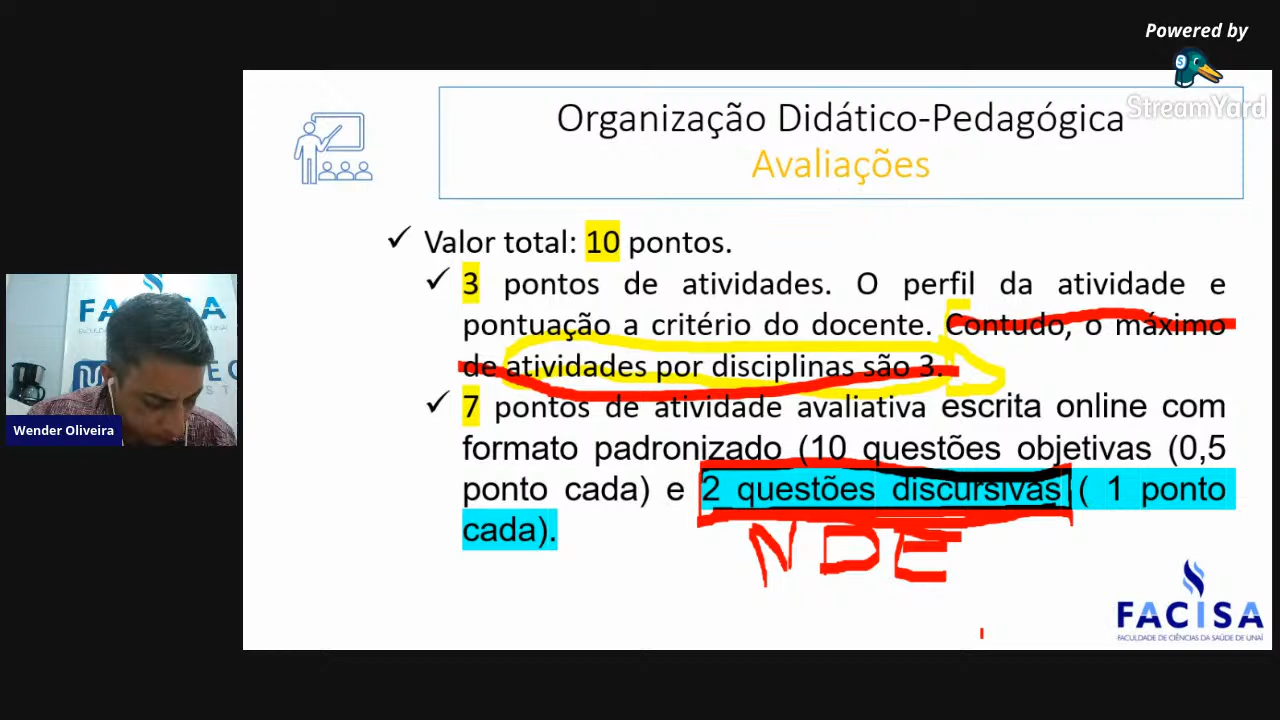 Powered by
StreamYard
Organização Didático-Pedagógica
Avaliações
Valor total: 10 pontos.
3 pontos de atividades. O perfil da atividade e
pontuação a critério do docente. Contudo, o máximo
de atividades por disciplinas são 3.
7 pontos de atividade avaliativa escrita online com
formato padronizado (10 questões objetivas (0,5
ponto cada) e 2 questões discursivas ( 1 ponto
cada).
NDE
Wender Oliveira
FACISA
FACULDADE DE CIÊNCIAS DA SAÚDE DE UNAÍ